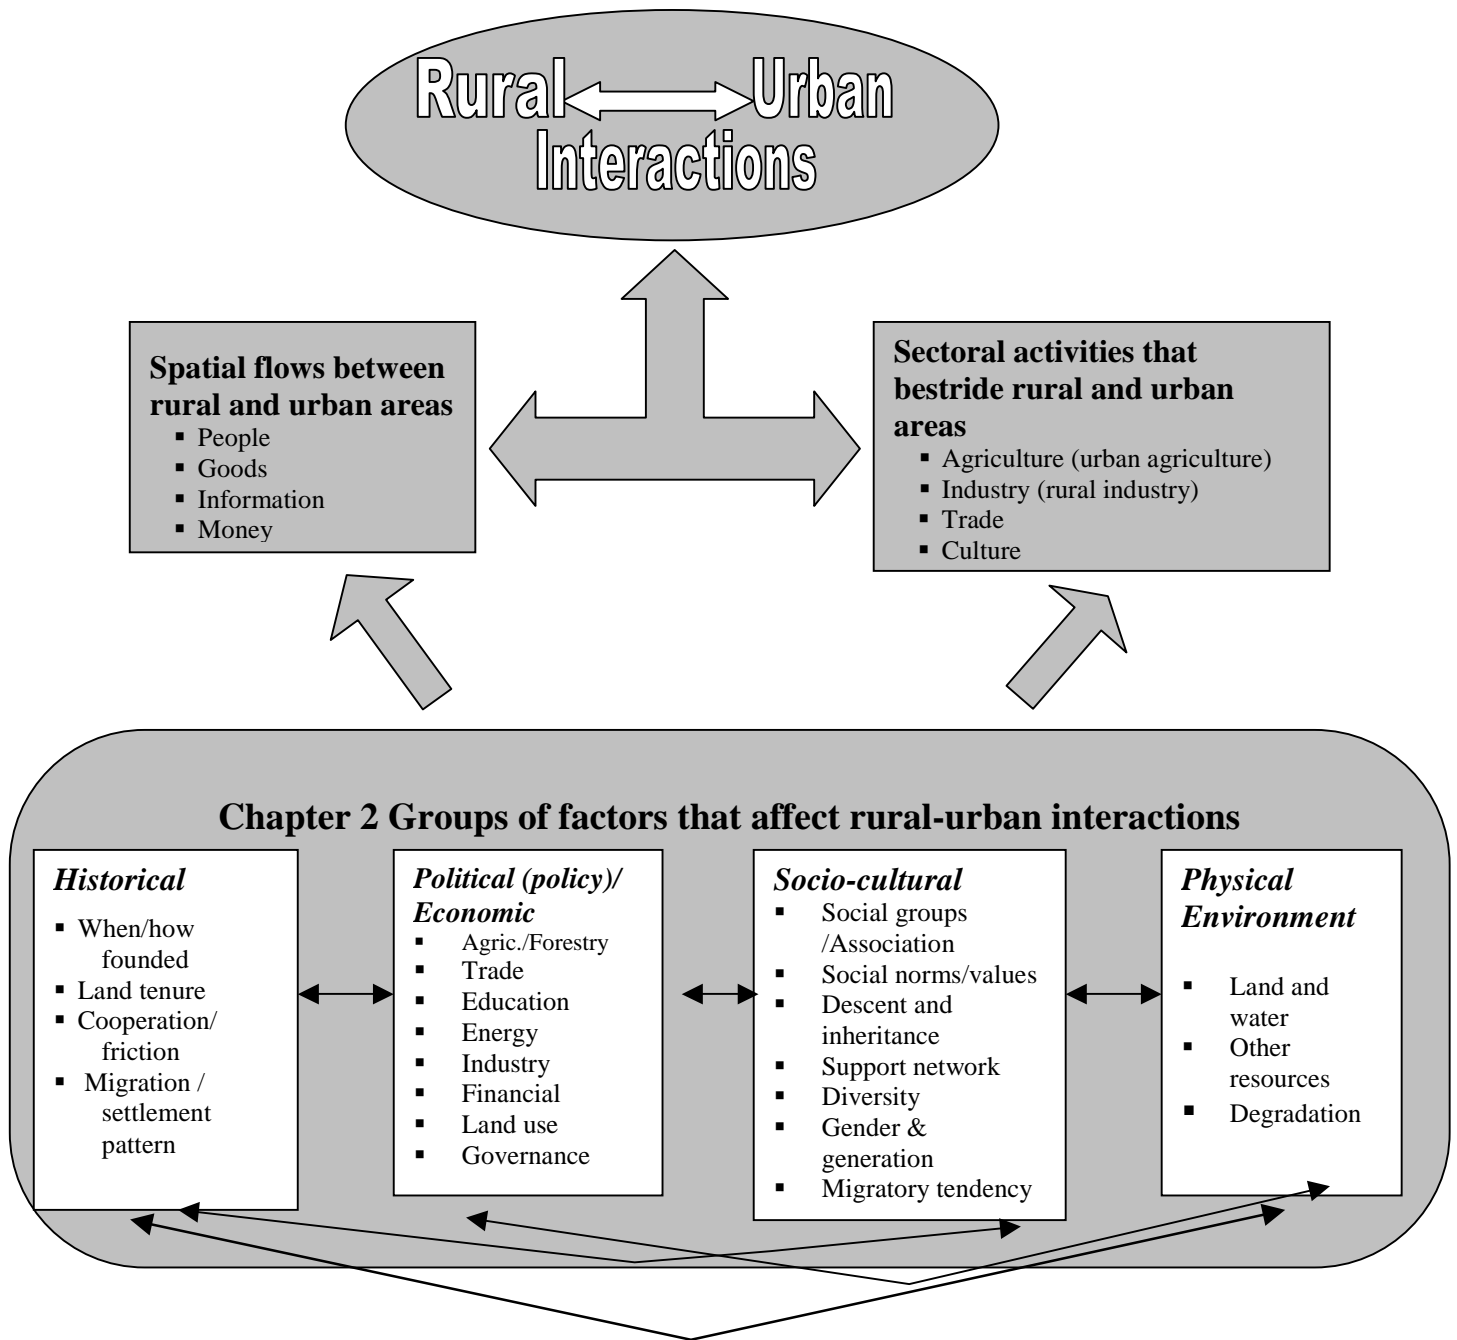 Rural Urban
Interactions
Spatial flows between
rural and urban areas
▪ People
▪ Goods
▪ Information
▪ Money
Sectoral activities that
bestride rural and urban
areas
▪ Agriculture (urban agriculture)
▪ Industry (rural industry)
▪ Trade
▪ Culture
Chapter 2 Groups of factors that affect rural-urban interactions
Historical
▪ When/how
founded
▪ Land tenure
▪ Cooperation/
friction
▪ Migration /
settlement
pattern
Political (policy)/
Economic
▪ Agric./Forestry
▪ Trade
▪ Education
▪ Energy
▪ Industry
▪ Financial
▪ Land use
▪ Governance
Socio-cultural
▪ Social groups
/Association
▪ Social norms/values
▪ Descent and
inheritance
▪ Support network
▪ Diversity
▪ Gender &
generation
▪ Migratory tendency
Physical
Environment
▪ Land and
water
▪ Other
resources
▪ Degradation